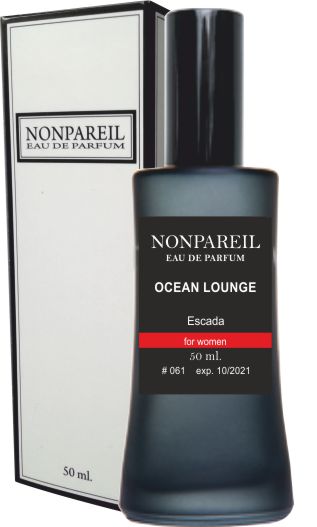 NONPAREIL
EAU DE PARFUM
50 ml.
NONPAREIL
EAU DE PARFUM
OCEAN LOUNGE
Escada
for women
50 ml.
# 061 exp. 10/2021